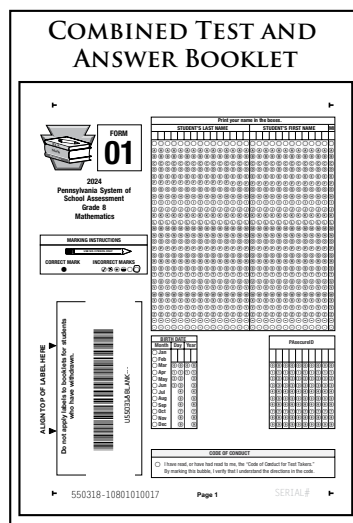 COMBINED TEST AND
ANSWER BOOKLET
FORM
01
2024
Pennsylvania System of
School Assessment
Grade 8
Mathematics
MARKING INSTRUCTIONS
CORRECT MARK
INCORRECT MARKS
ALIGN TOP OF LABEL HERE
Do not apply labels to booklets for students
who have withdrawn.
Print your name in the boxes.
STUDENT'S LAST NAME
STUDENT'S FIRST NAME
MI
BIRTH DATE
Month Day Year
Jan
Feb
Mar
Apr
May
Jun
Jul
Aug
Sep
Oct
Nov
Dec
PAsecureID
CODE OF CONDUCT
I have read, or have had read to me, the "Code of Conduct for Test Takers."
By marking this bubble, I verify that I understand the directions in the code.
550318-10801010017
Page 1
SERIAL#